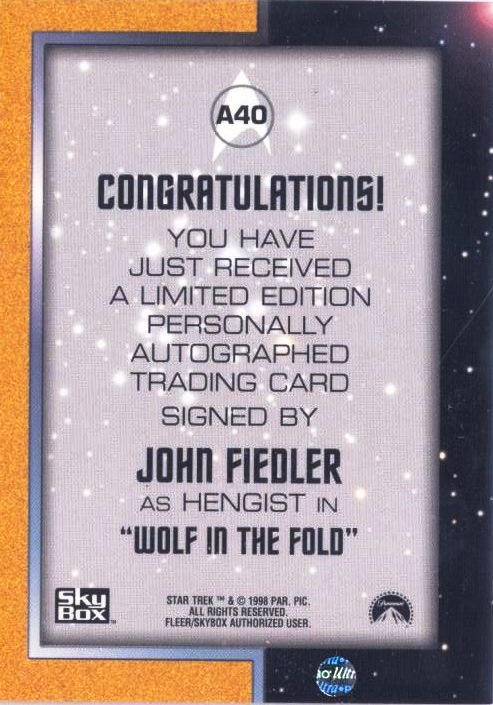 A40
CONGRATULATIONS!
YOU HAVE
JUST RECEIVED
A LIMITED EDITION
PERSONALLY
AUTOGRAPHED
TRADING CARD
SIGNED BY
JOHN FIEDLER
AS HENGIST IN
"WOLF IN THE FOLD"
Sky
Box™
STAR TREK ™ & © 1998 PAR. PIC.
ALL RIGHTS RESERVED.
FLEER/SKYBOX AUTHORIZED USER.
Paramount